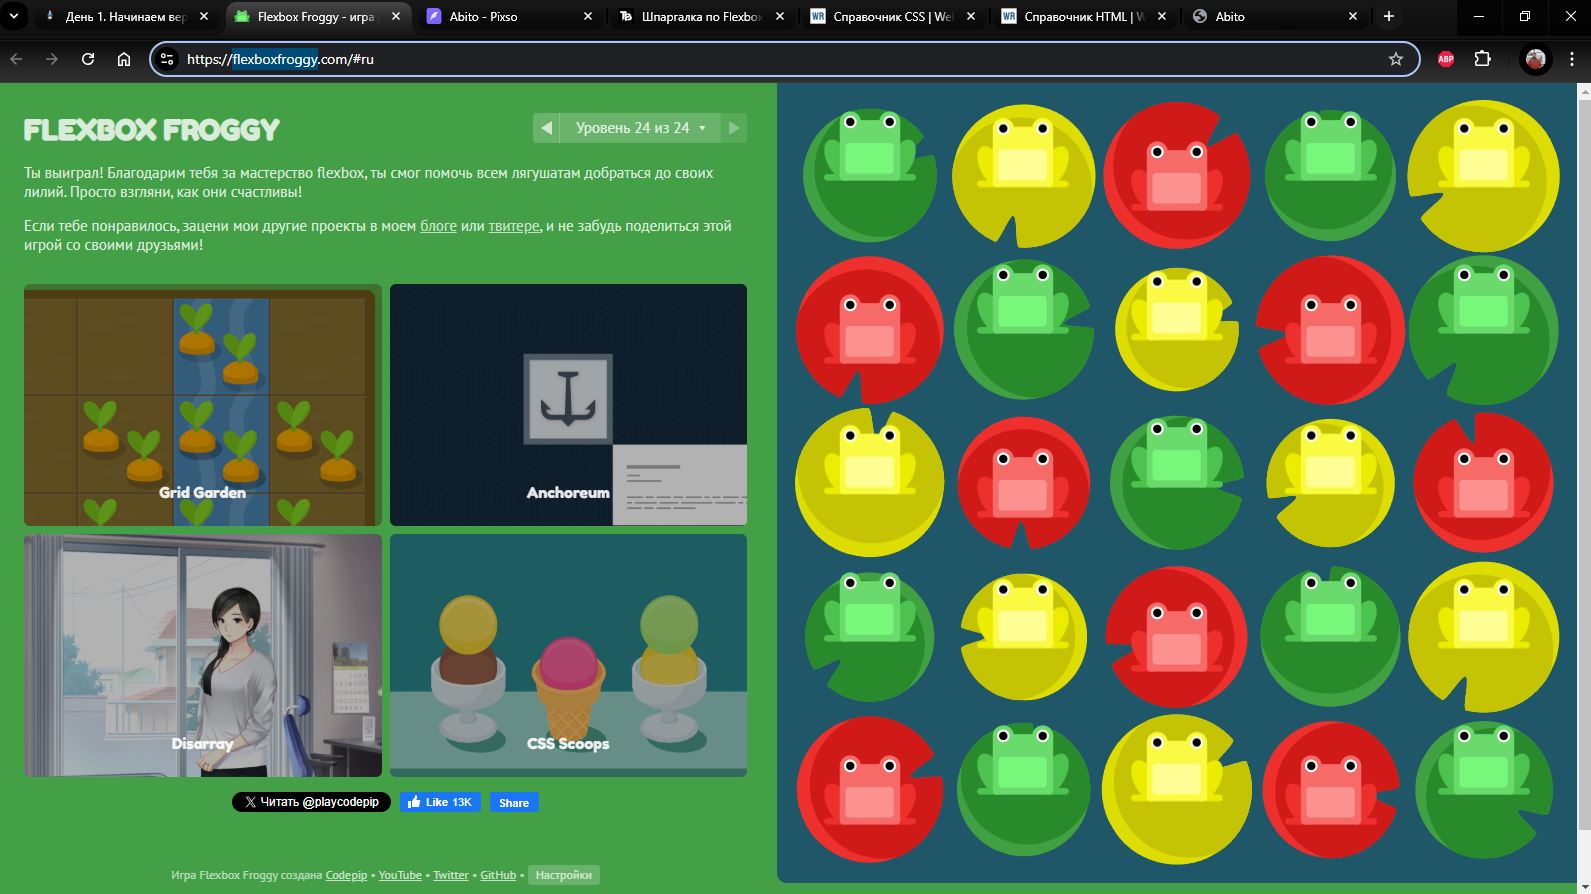 День 1. Начинаем вер
Flexbox Froggy - игра
Abito - Pixso
Шпаргалка по Flexbox
Справочник CSS | Wel
Справочник HTML | W
Abito
https://flexboxfroggy.com/#ru
ABP
FLEXBOX FROGGY
Уровень 24 из 24
Ты выиграл! Благодарим тебя за мастерство flexbox, ты смог помочь всем лягушатам добраться до своих
лилий. Просто взгляни, как они счастливы!
Если тебе понравилось, зацени мои другие проекты в моем блоге или твитере, и не забудь поделиться этой
игрой со своими друзьями!
Grid Garden
Anchoreum
Disarray
CSS Scoops
Читать @playcodepip
Like 13K
Share
Игра Flexbox Froggy создана Codepip • YouTube • Twitter • GitHub • Настройки